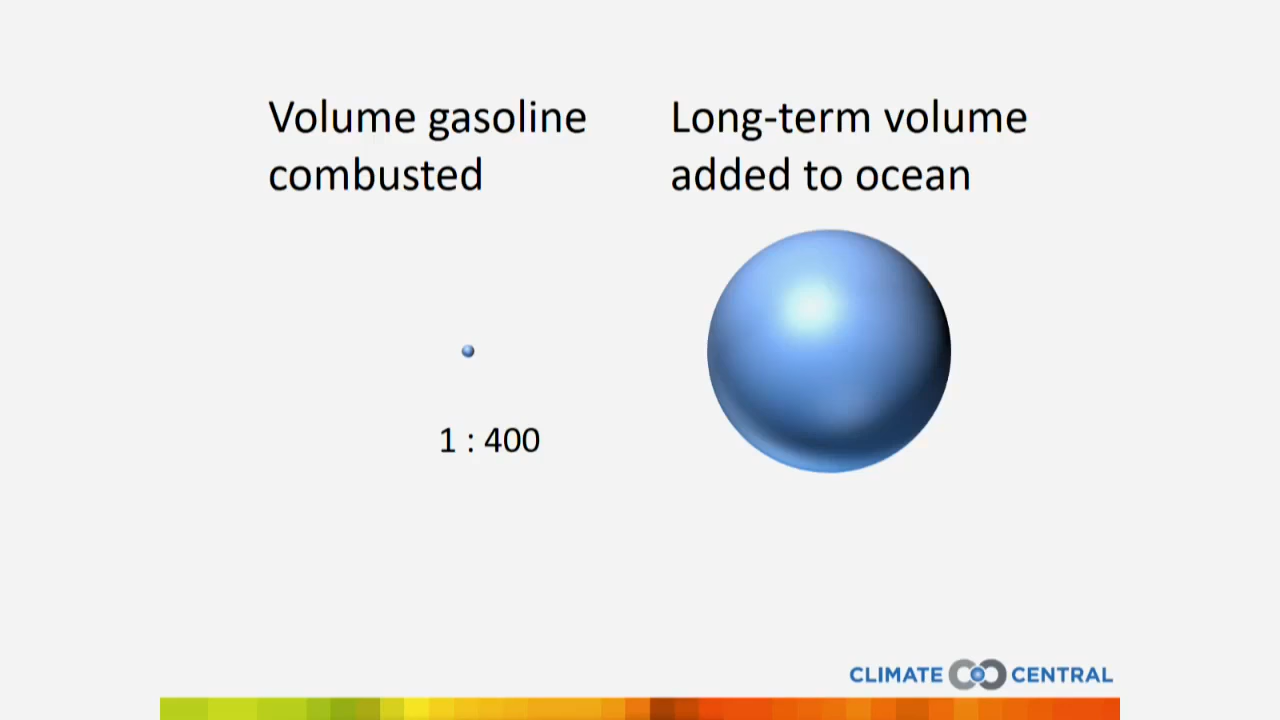 Volume gasoline
combusted
Long-term volume
added to ocean
1 : 400
CLIMATE CENTRAL